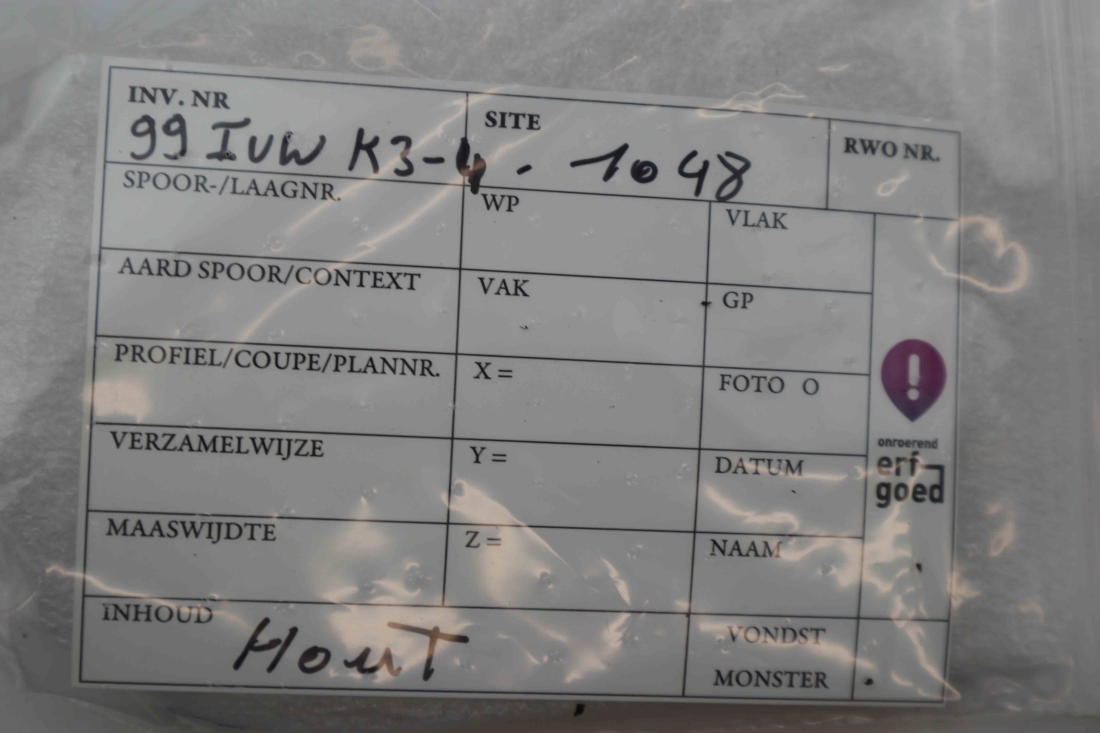 INV. NR SITE RWO NR.
99 IUW K3-4. 1048
SPOOR-/LAAGNR. WP VLAK
AARD SPOOR/CONTEXT VAK GP
PROFIEL/COUPE/PLANNR. X = FOTO O
VERZAMELWIJZE Y = DATUM
onroerend
erf
goed
MAASWIJDTE Z = NAAM
INHOUD VONDST
HOUT
MONSTER